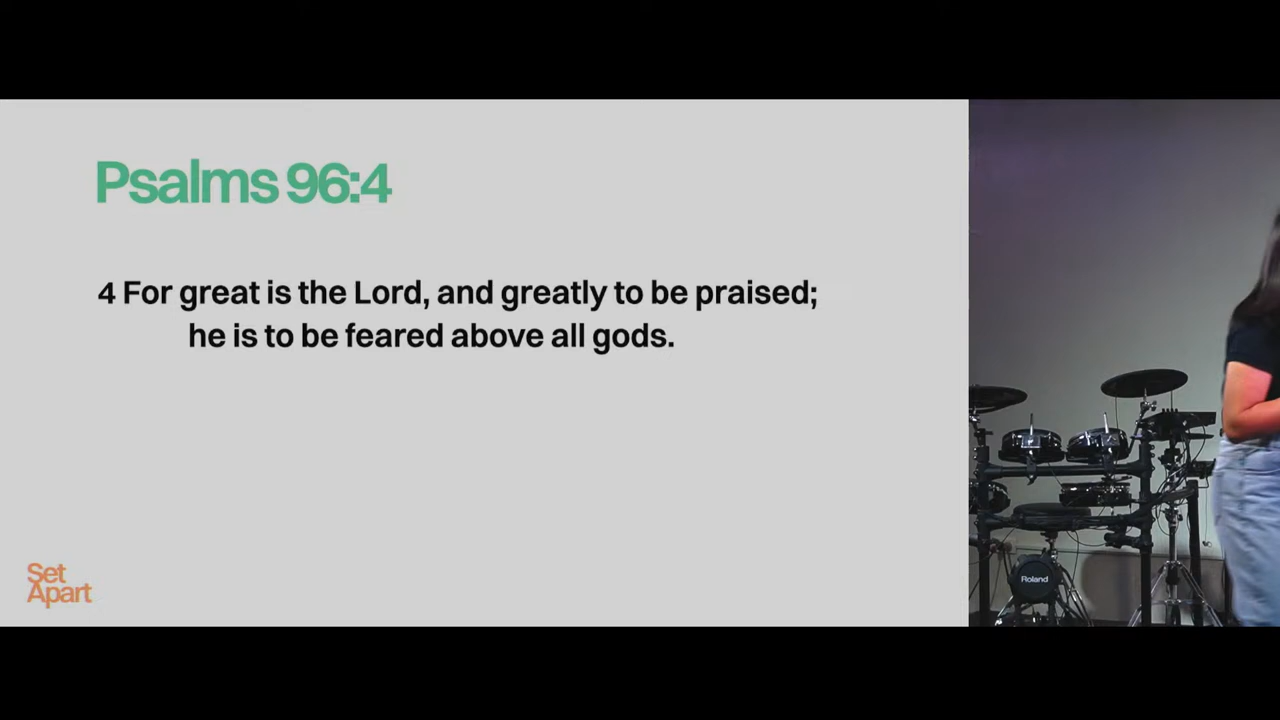 Psalms 96:4
4 For great is the Lord, and greatly to be praised;
he is to be feared above all gods.
Set
Apart
Roland